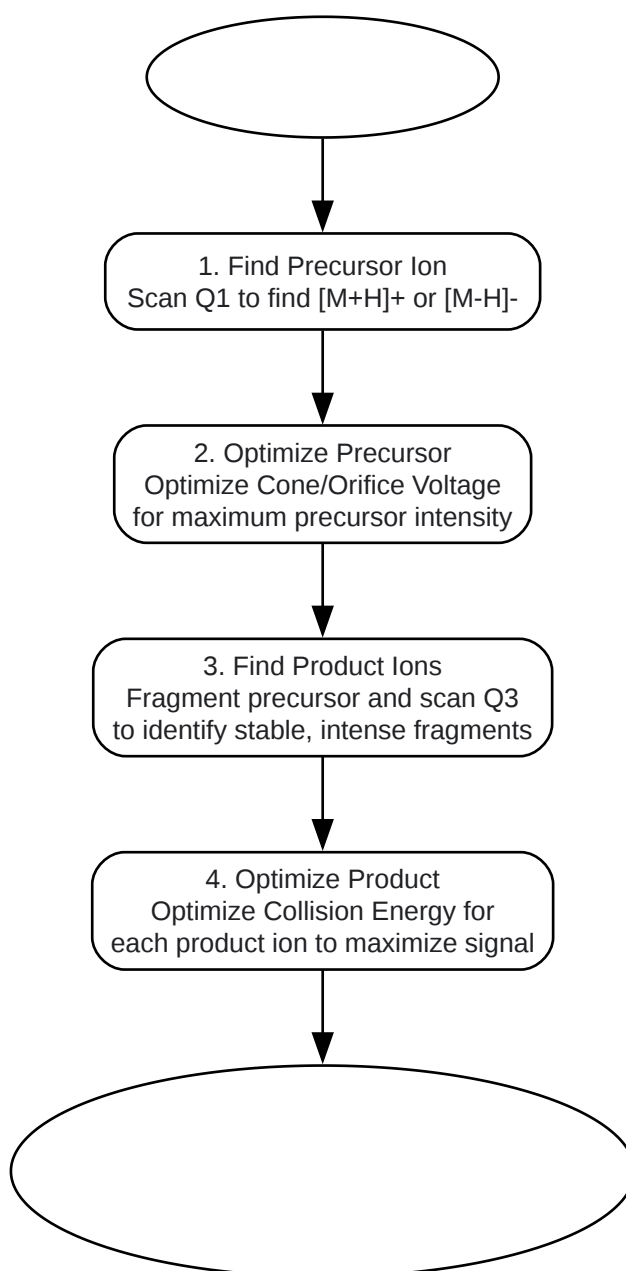 1. Find Precursor Ion
Scan Q1 to find [M+H]+ or [M-H]-
2. Optimize Precursor
Optimize Cone/Orifice Voltage
for maximum precursor intensity
3. Find Product Ions
Fragment precursor and scan Q3
to identify stable, intense fragments
4. Optimize Product
Optimize Collision Energy for
each product ion to maximize signal